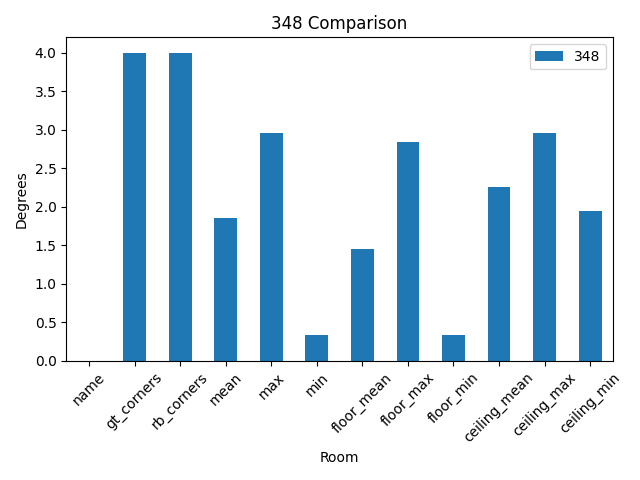 348 Comparison
348
Degrees
4.0
3.5
3.0
2.5
2.0
1.5
1.0
0.5
0.0
name
gt_corners
rb_corners
mean
max
min
floor_mean
floor_max
floor_min
ceiling_mean
ceiling_max
ceiling_min
Room